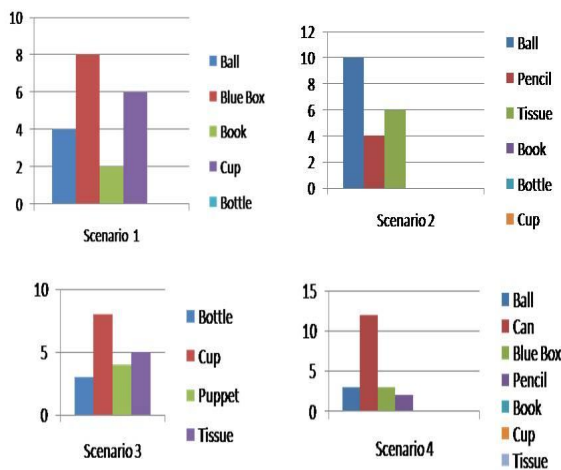 10
8
6
4
2
0
Ball
Blue Box
Book
Cup
Bottle
Scenario 1
12
10
8
6
4
2
0
Ball
Pencil
Tissue
Book
Bottle
Cup
Scenario 2
10
5
0
Bottle
Cup
Puppet
Tissue
Scenario 3
15
10
5
0
Ball
Can
Blue Box
Pencil
Book
Cup
Tissue
Scenario 4